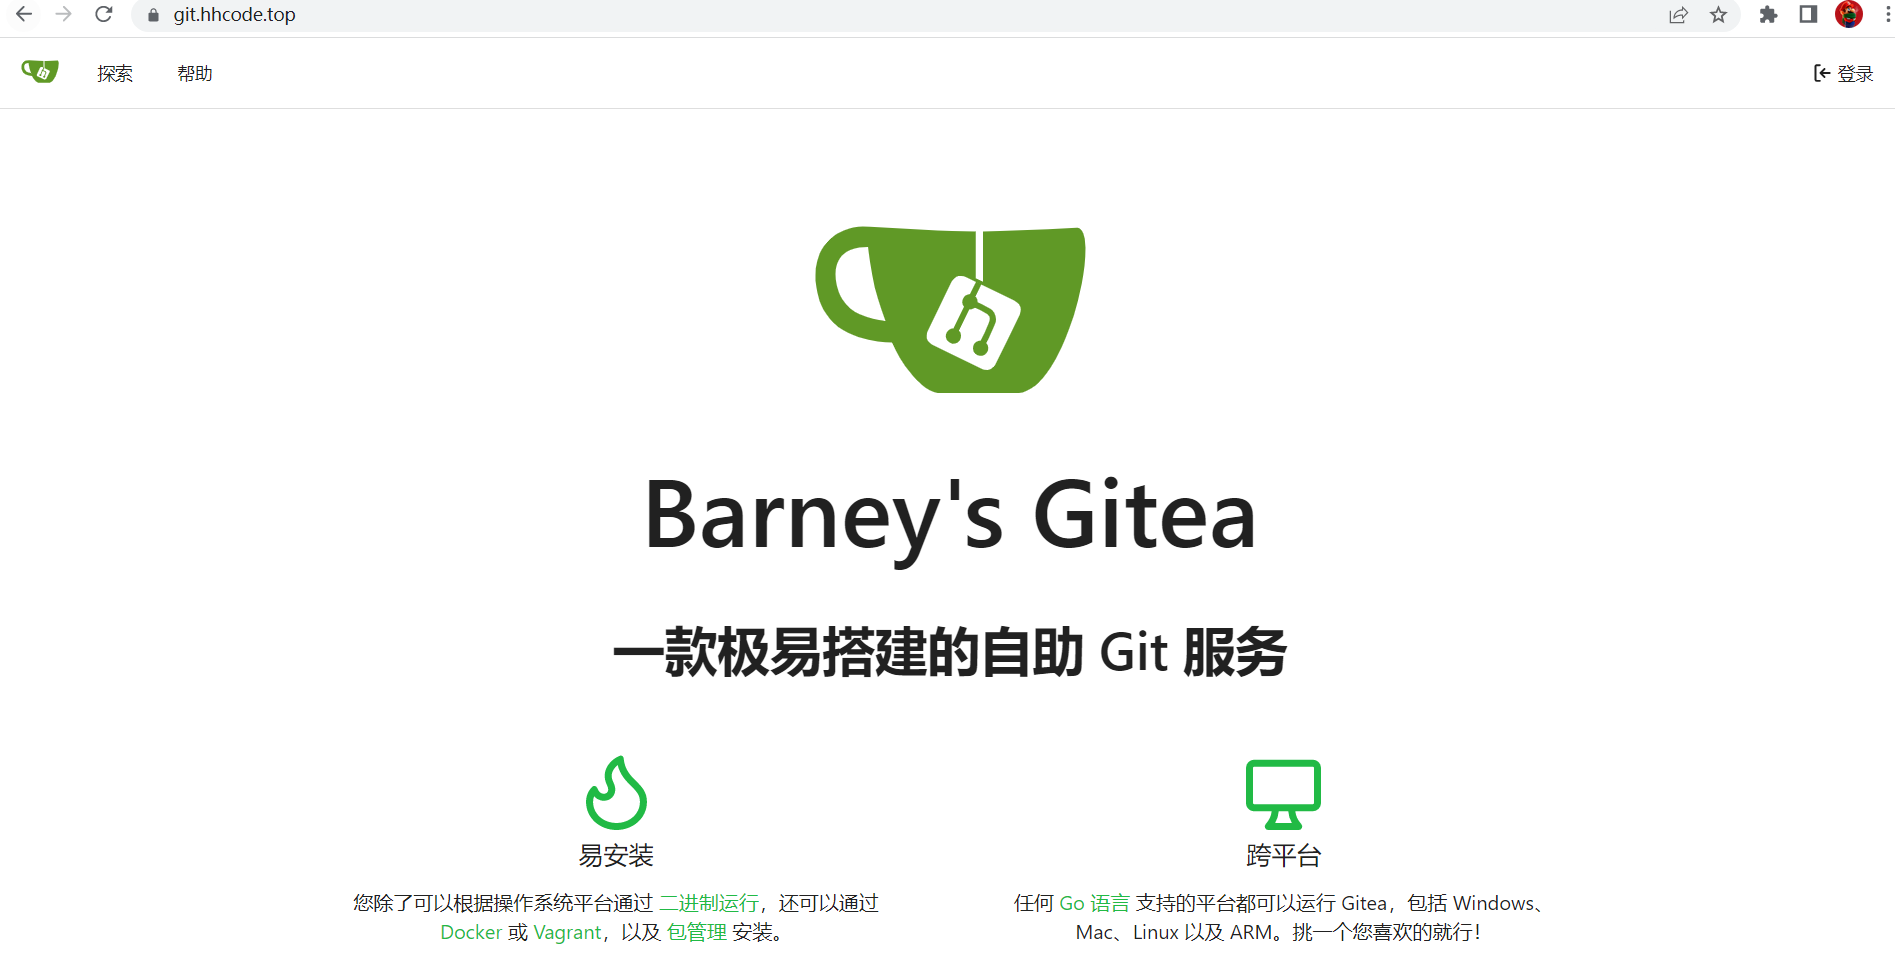 git.hhcode.top
探索 帮助 登录
Barney's Gitea
一款极易搭建的自助 Git 服务
易安装
您除了可以根据操作系统平台通过 二进制运行，还可以通过
Docker 或 Vagrant，以及 包管理 安装。
跨平台
任何 Go 语言 支持的平台都可以运行 Gitea，包括 Windows、
Mac、Linux 以及 ARM。挑一个您喜欢的就行！